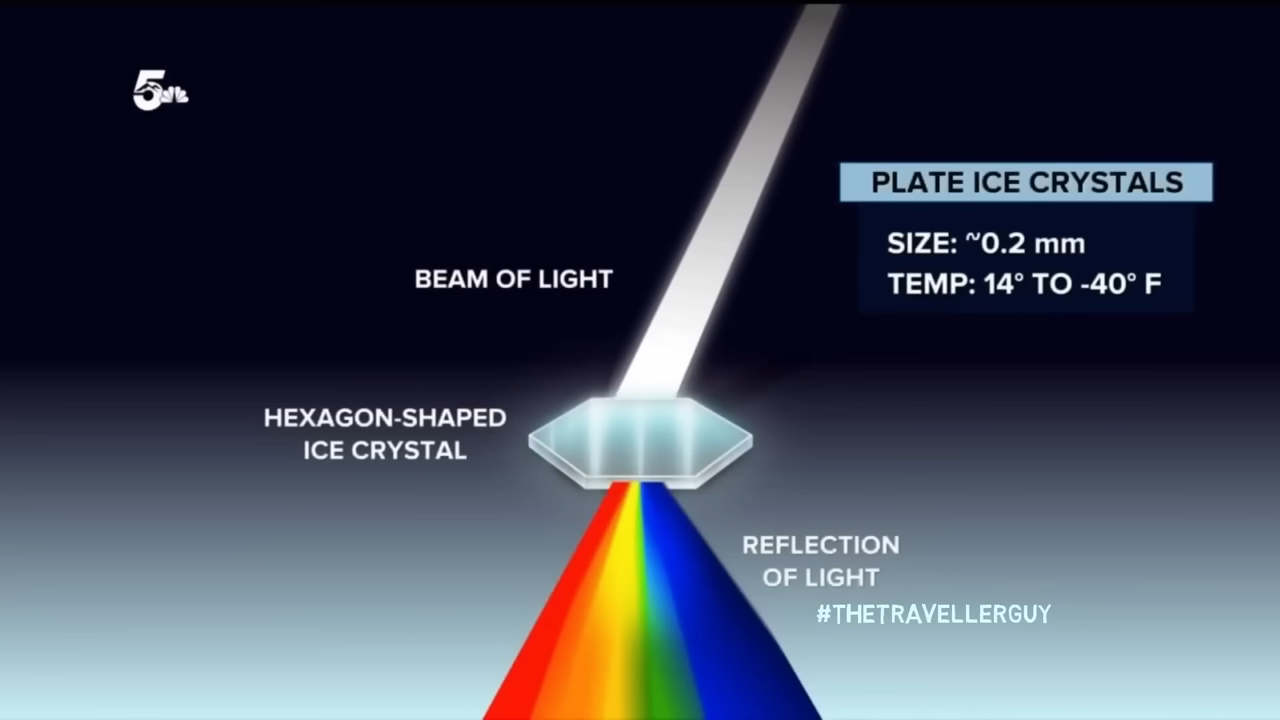 5
PLATE ICE CRYSTALS
SIZE: ~0.2 mm
TEMP: 14° TO -40° F
BEAM OF LIGHT
HEXAGON-SHAPED
ICE CRYSTAL
REFLECTION
OF LIGHT
#THETRAVELLERGUY